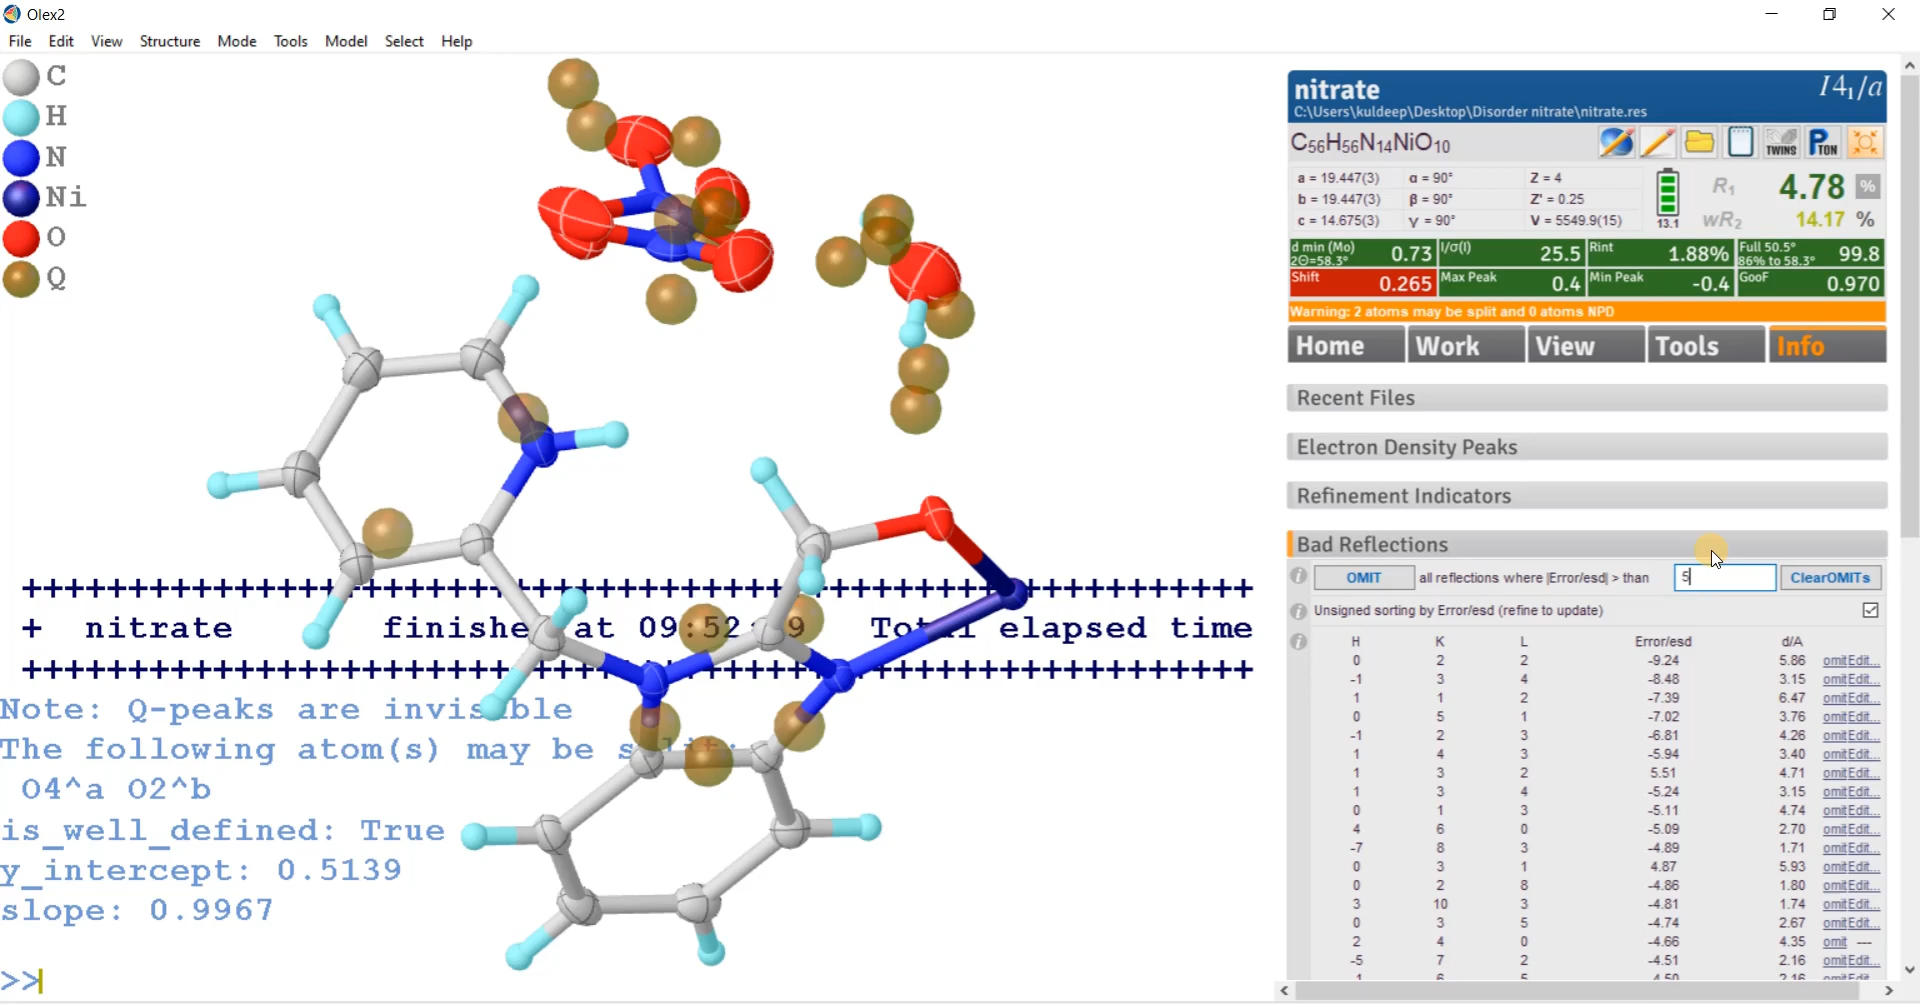 Olex2
File Edit View Structure Mode Tools Model Select Help
C
H
N
Ni
O
Q
+++++++++++++++++++++++++++++++++++
+ nitrate finished at 09:52: 9 Total elapsed time
+++++++++++++++++++++++++++++++++++
Note: Q-peaks are invisible
The following atom(s) may be split:
O4^a O2^b
is_well_defined: True
y_intercept: 0.5139
slope: 0.9967
>>
nitrate I4₁/a
C:\Users\kuldeep\Desktop\Disorder nitrate\nitrate.res
C₅₆H₅₆N₁₄NiO₁₀ TWINS PTON
a = 19.447(3) α = 90° Z = 4 R₁ 4.78 %
b = 19.447(3) β = 90° Z' = 0.25
c = 14.675(3) γ = 90° V = 5549.9(15) 13.1 wR₂ 14.17 %
d min (Mo) 2Θ=58.3° 0.73 I/σ(I) 25.5 Rint 1.88% Full 50.5° 86% to 58.3° 99.8
Shift 0.265 Max Peak 0.4 Min Peak -0.4 GooF 0.970
Warning: 2 atoms may be split and 0 atoms NPD
Home Work View Tools Info
Recent Files
Electron Density Peaks
Refinement Indicators
Bad Reflections
i OMIT all reflections where |Error/esd| > than 5 ClearOMITs
i Unsigned sorting by Error/esd (refine to update)
i H K L Error/esd d/A
0 2 2 -9.24 5.86 omitEdit...
-1 3 4 -8.48 3.15 omitEdit...
1 1 2 -7.39 6.47 omitEdit...
0 5 1 -7.02 3.76 omitEdit...
-1 2 3 -6.81 4.26 omitEdit...
1 4 3 -5.94 3.40 omitEdit...
1 3 2 5.51 4.71 omitEdit...
1 3 4 -5.24 3.15 omitEdit...
0 1 3 -5.11 4.74 omitEdit...
4 6 0 -5.09 2.70 omitEdit...
-7 8 3 -4.89 1.71 omitEdit...
0 3 1 4.87 5.93 omitEdit...
0 2 8 -4.86 1.80 omitEdit...
3 10 3 -4.81 1.74 omitEdit...
0 3 5 -4.74 2.67 omitEdit...
2 4 0 -4.66 4.35 omit ---
-5 7 2 -4.51 2.16 omitEdit...
1 6 5 4.50 2.16 omitEdit...